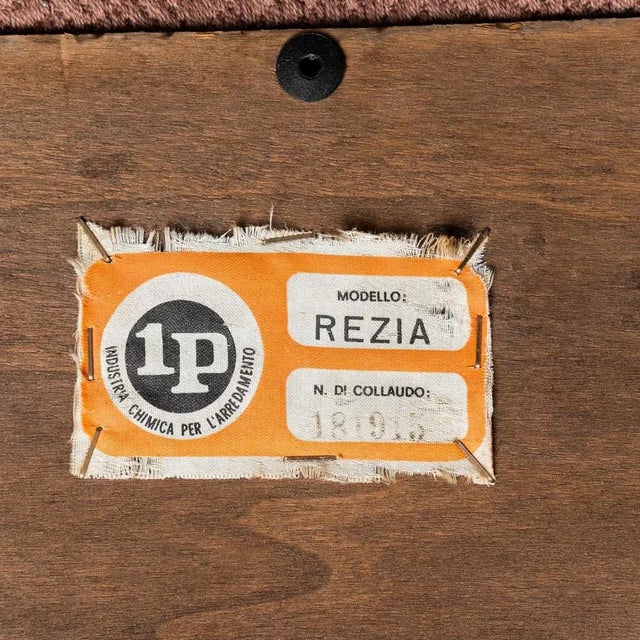 1P
INDUSTRIA CHIMICA PER L'ARREDAMENTO
MODELLO:
REZIA
N. DI COLLAUDO:
181915